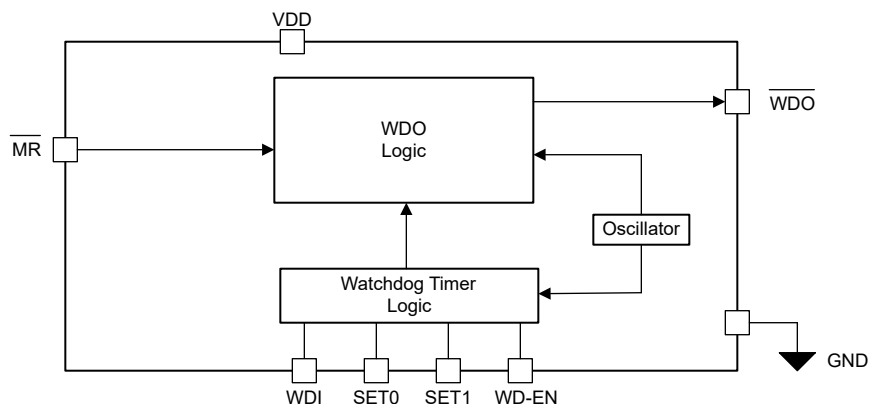 VDD
WDO
Logic
WDO
MR
Oscillator
Watchdog Timer
Logic
GND
WDI
SET0
SET1
WD-EN